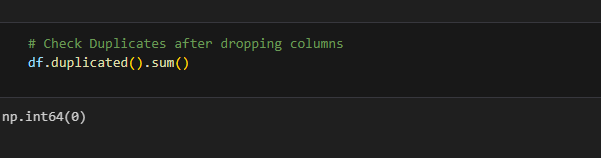 # Check Duplicates after dropping columns
df.duplicated().sum()
np.int64(0)